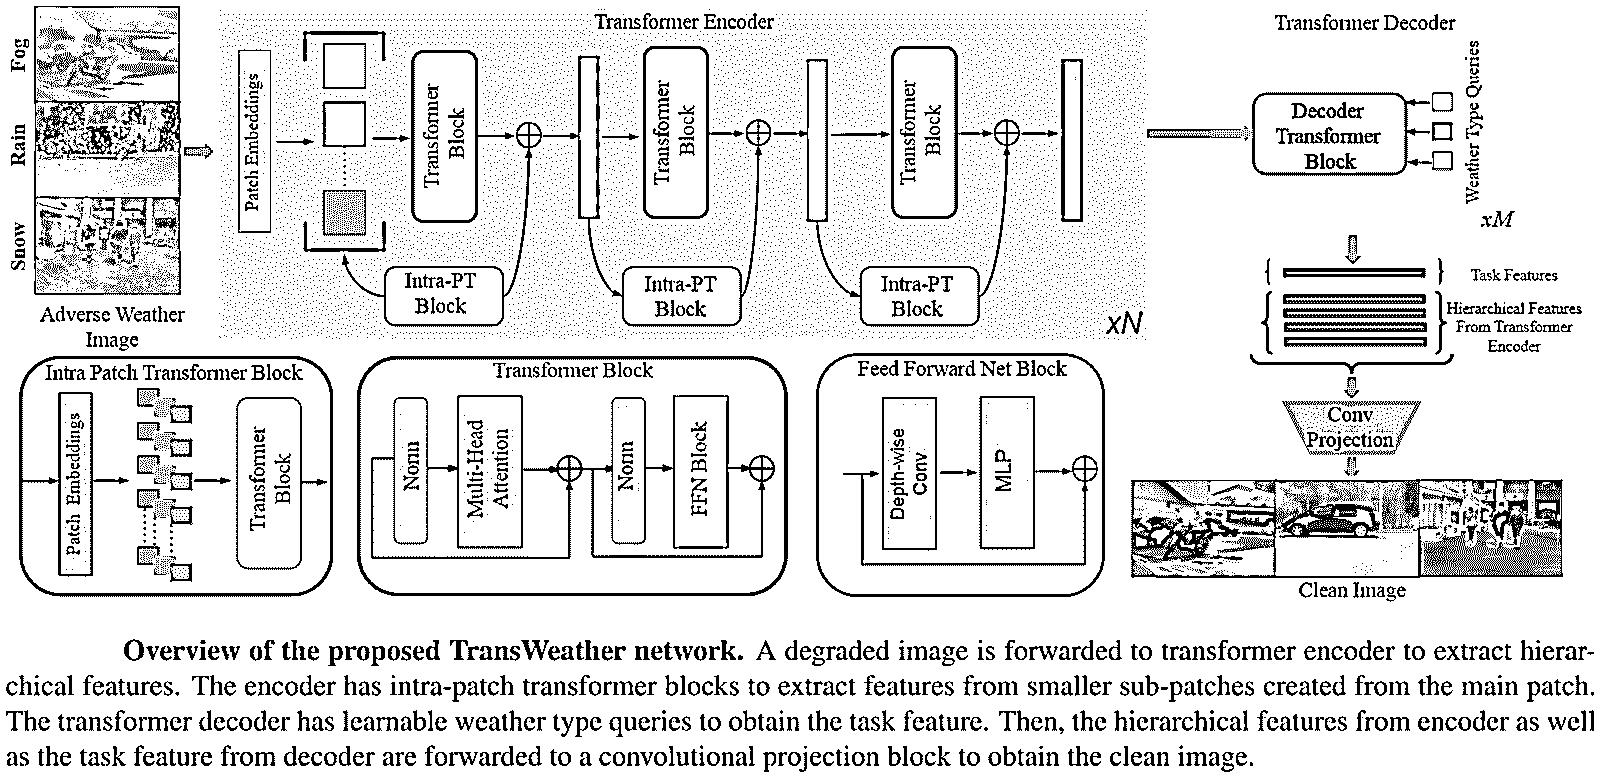 Fog
Rain
Snow
Adverse Weather
Image
Transformer Encoder
Patch Embeddings
Transformer
Block
Transformer
Block
Transformer
Block
Intra-PT
Block
Intra-PT
Block
Intra-PT
Block
xN
Transformer Decoder
Decoder
Transformer
Block
Weather Type Queries
xM
Task Features
Hierarchical Features
From Transformer
Encoder
Conv
Projection
Clean Image
Intra Patch Transformer Block
Patch Embeddings
Transformer
Block
Transformer Block
Norm
Multi-Head
Attention
Norm
FFN Block
Feed Forward Net Block
Depth-wise
Conv
MLP
Overview of the proposed TransWeather network. A degraded image is forwarded to transformer encoder to extract hierar-
chical features. The encoder has intra-patch transformer blocks to extract features from smaller sub-patches created from the main patch.
The transformer decoder has learnable weather type queries to obtain the task feature. Then, the hierarchical features from encoder as well
as the task feature from decoder are forwarded to a convolutional projection block to obtain the clean image.